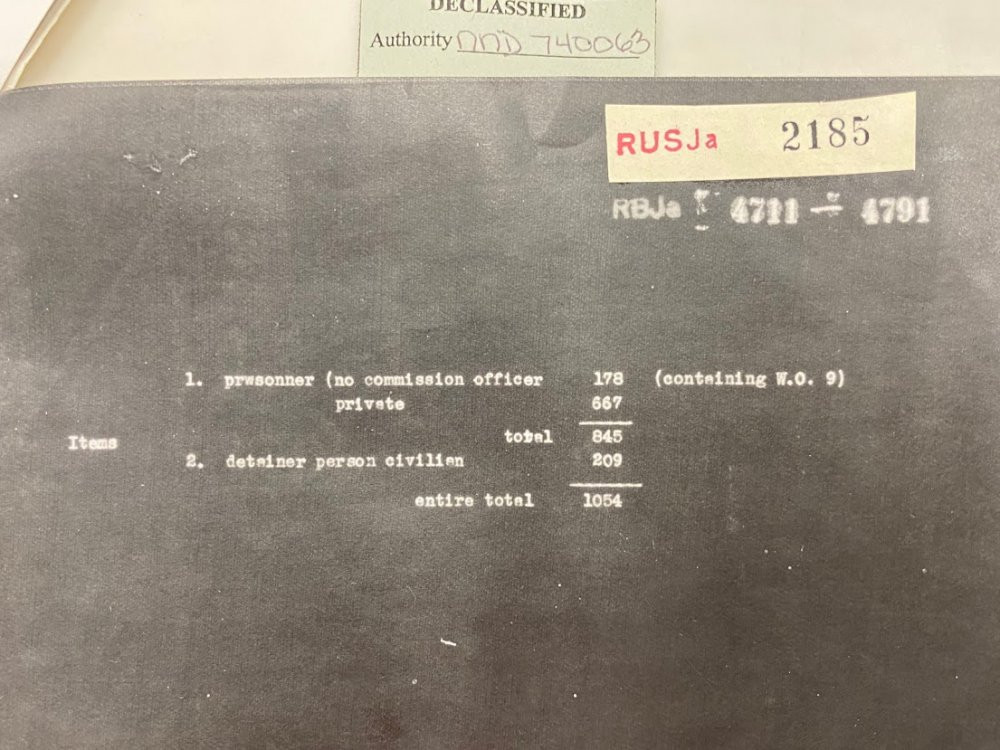 DECLASSIFIED
Authority NND 740063
RUSJa 2185
RBJa 4711 — 4791
1. prwsonner (no commission officer 178 (containing W.O. 9)
private 667
total 845
Items
2. detainer person civilian 209
entire total 1054